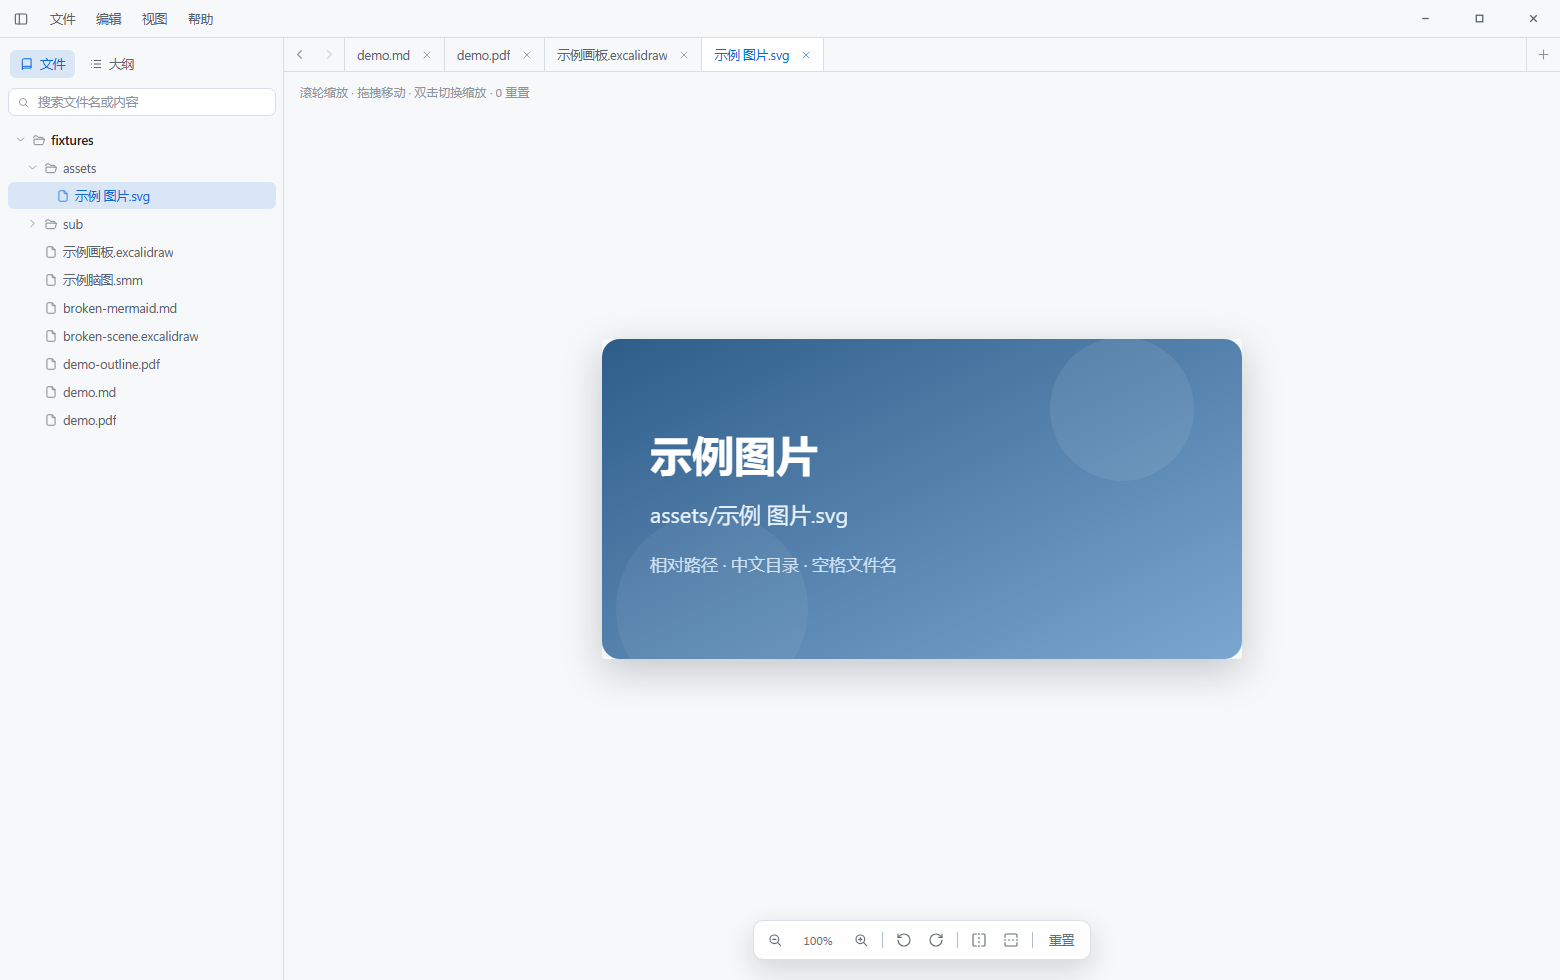 文件 编辑 视图 帮助
文件 大纲
demo.md demo.pdf 示例画板.excalidraw 示例 图片.svg
搜索文件名或内容
滚轮缩放 · 拖拽移动 · 双击切换缩放 · 0 重置
fixtures
assets
示例 图片.svg
sub
示例画板.excalidraw
示例脑图.smm
broken-mermaid.md
broken-scene.excalidraw
demo-outline.pdf
demo.md
demo.pdf
示例图片
assets/示例 图片.svg
相对路径 · 中文目录 · 空格文件名
100% 重置